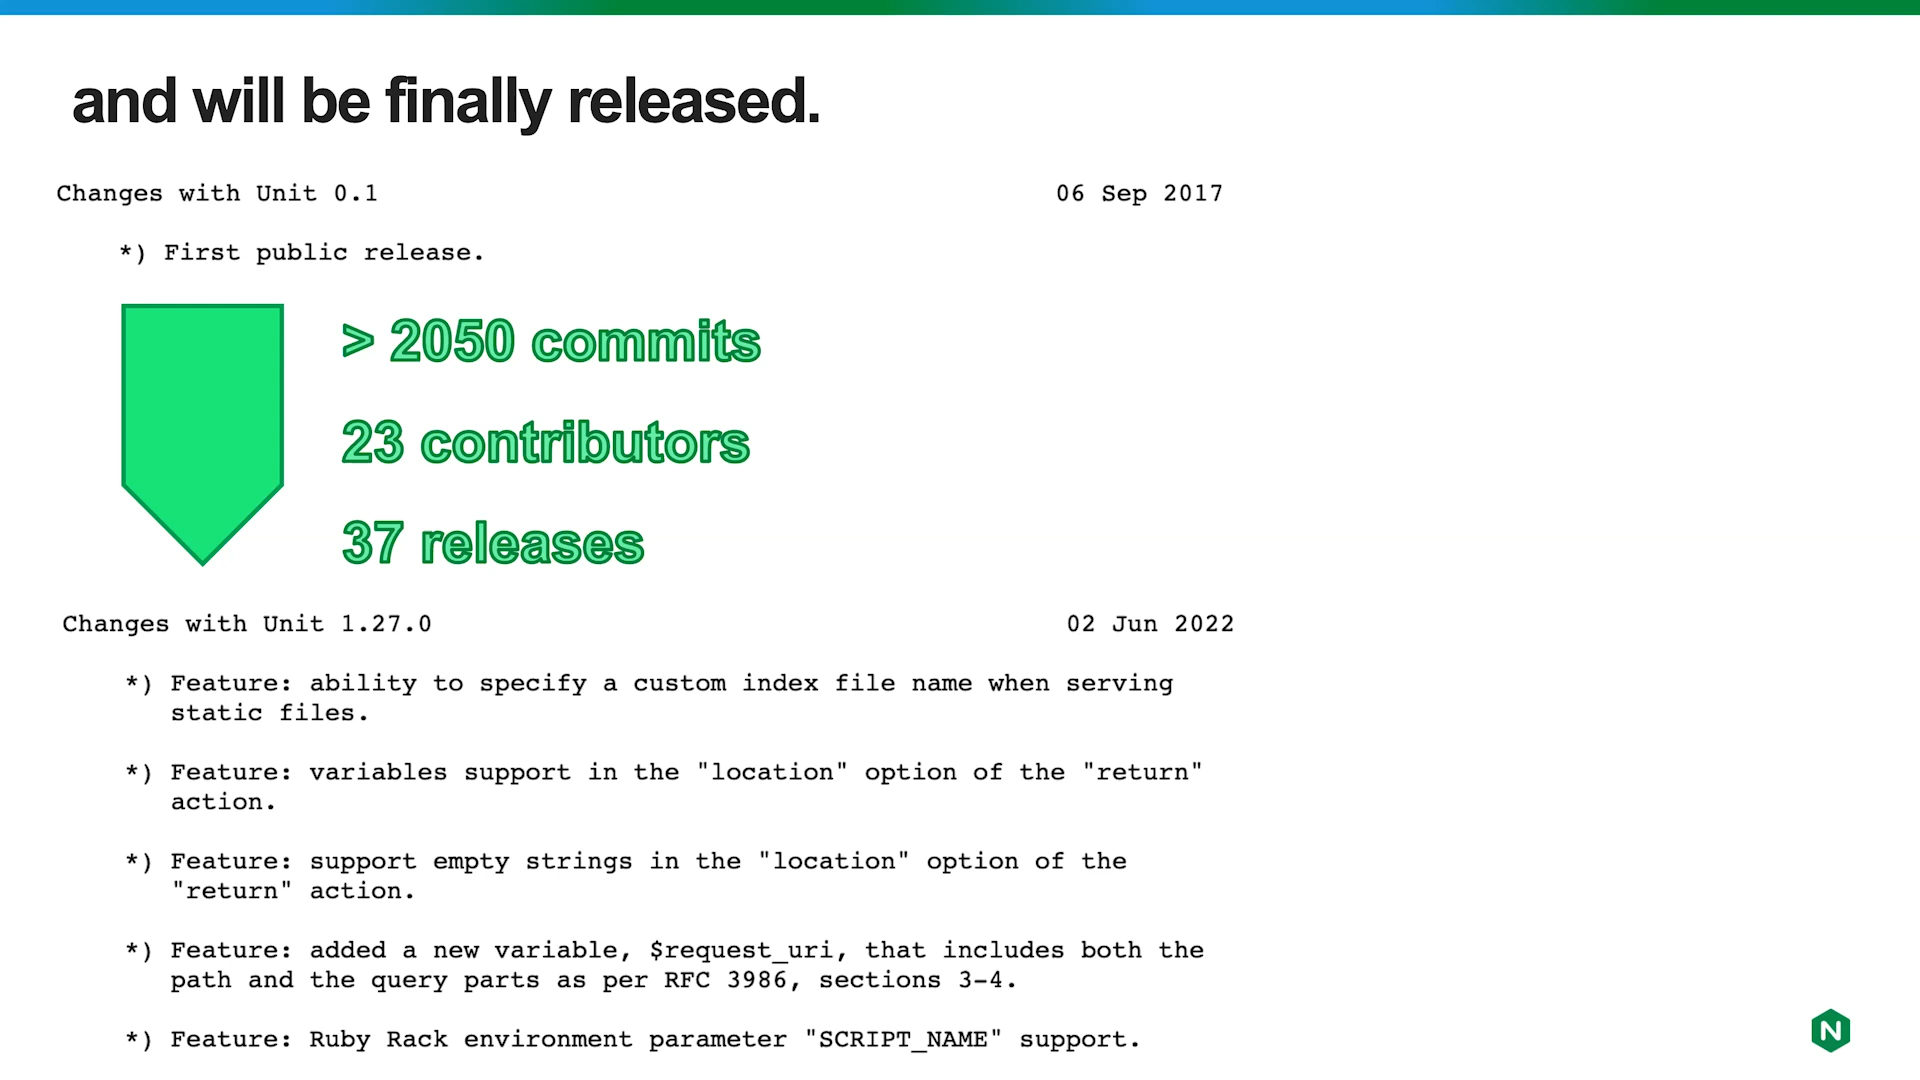 and will be finally released.
Changes with Unit 0.1 06 Sep 2017
*) First public release.
> 2050 commits
23 contributors
37 releases
Changes with Unit 1.27.0 02 Jun 2022
*) Feature: ability to specify a custom index file name when serving
static files.
*) Feature: variables support in the "location" option of the "return"
action.
*) Feature: support empty strings in the "location" option of the
"return" action.
*) Feature: added a new variable, $request_uri, that includes both the
path and the query parts as per RFC 3986, sections 3-4.
*) Feature: Ruby Rack environment parameter "SCRIPT_NAME" support.
N